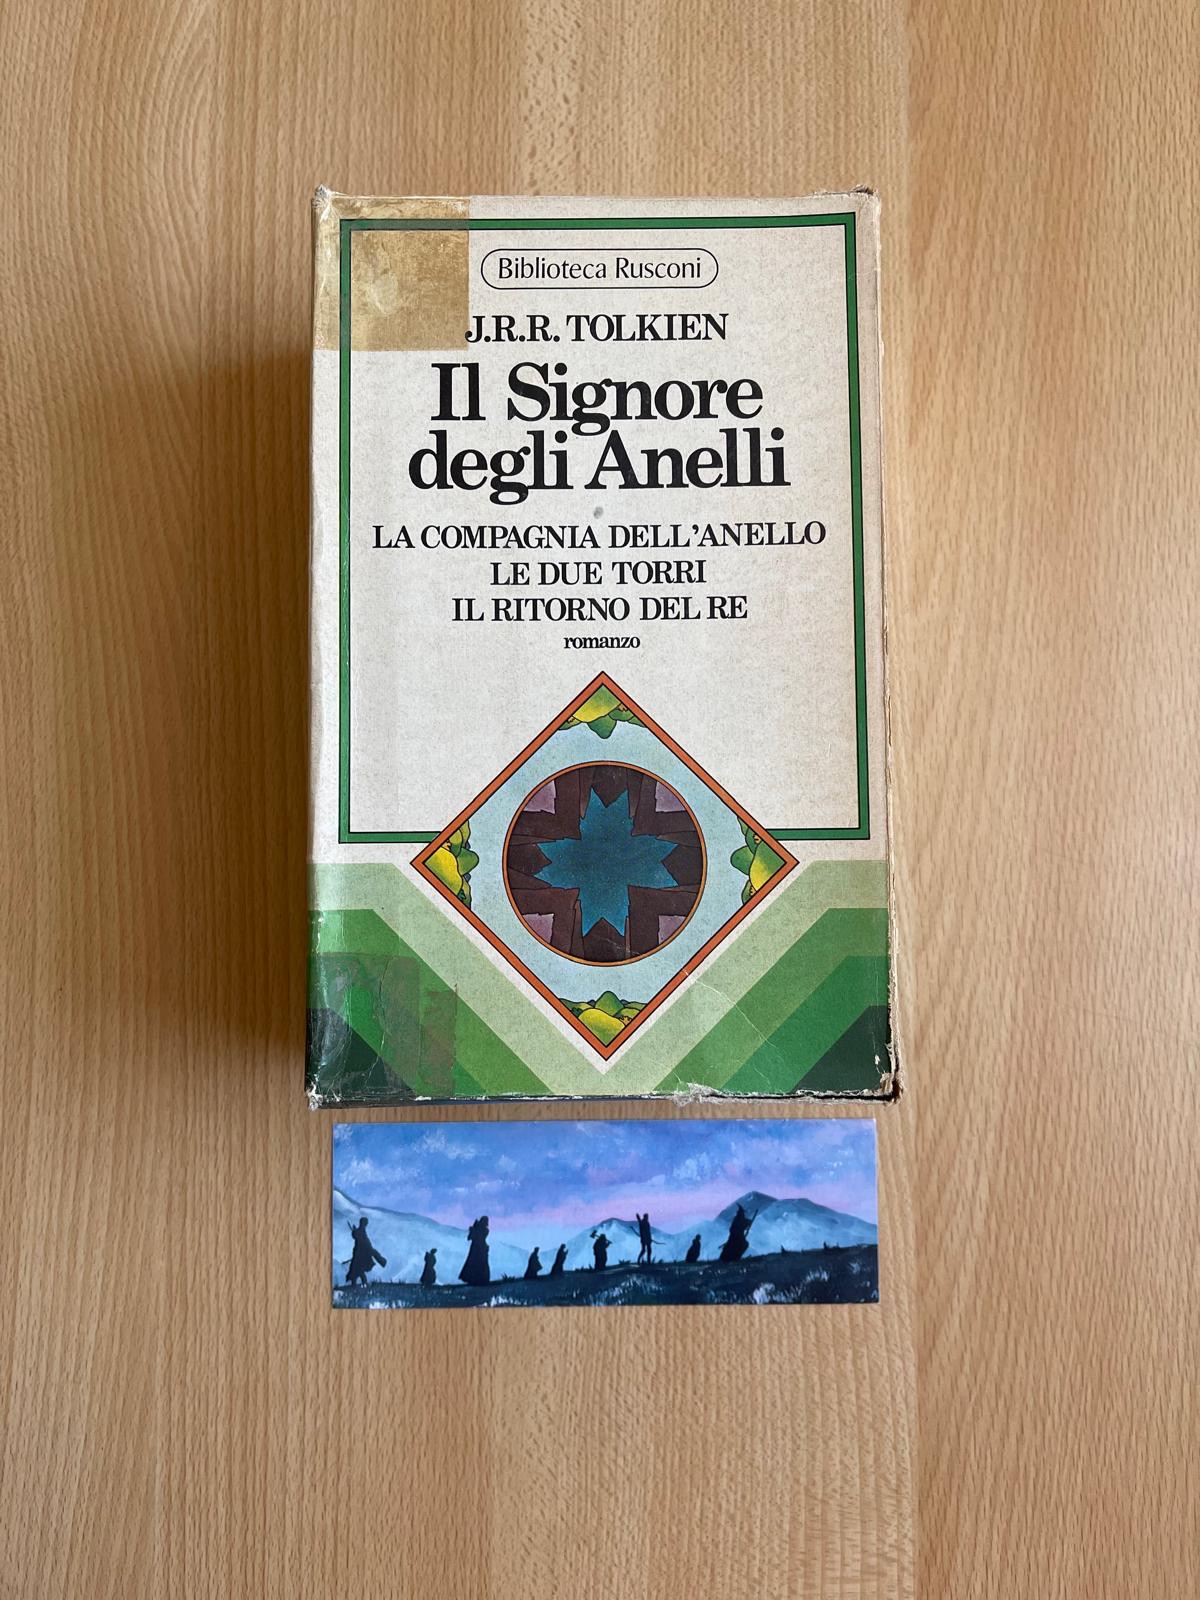 Biblioteca Rusconi
J.R.R. TOLKIEN
Il Signore
degli Anelli
LA COMPAGNIA DELL'ANELLO
LE DUE TORRI
IL RITORNO DEL RE
romanzo